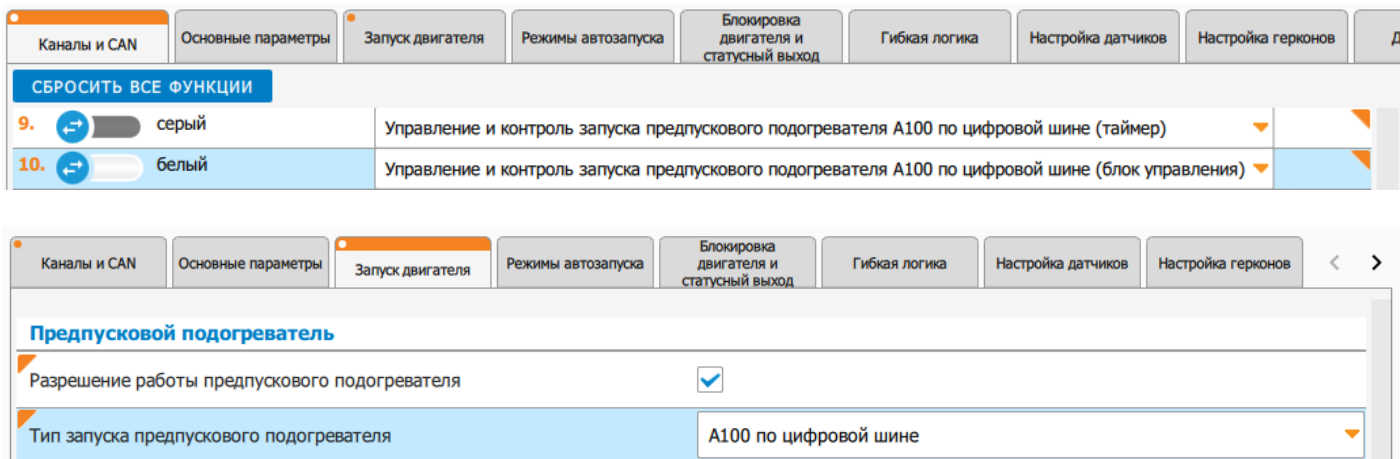 Каналы и CAN
Основные параметры
Запуск двигателя
Режимы автозапуска
Блокировка
двигателя и
статусный выход
Гибкая логика
Настройка датчиков
Настройка герконов
Д
СБРОСИТЬ ВСЕ ФУНКЦИИ
9. серый Управление и контроль запуска предпускового подогревателя А100 по цифровой шине (таймер)
10. белый Управление и контроль запуска предпускового подогревателя А100 по цифровой шине (блок управления)
Каналы и CAN
Основные параметры
Запуск двигателя
Режимы автозапуска
Блокировка
двигателя и
статусный выход
Гибкая логика
Настройка датчиков
Настройка герконов
Предпусковой подогреватель
Разрешение работы предпускового подогревателя
Тип запуска предпускового подогревателя А100 по цифровой шине